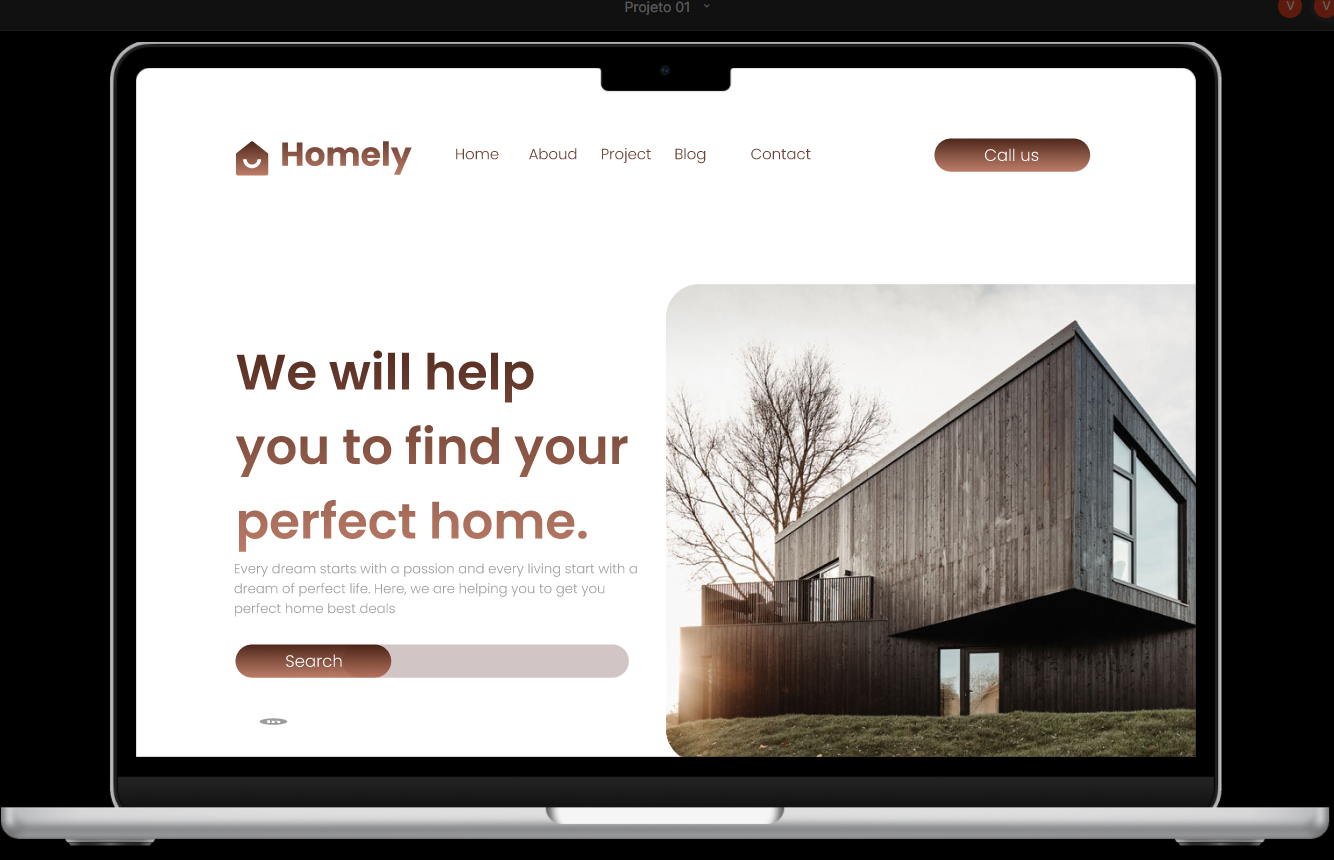 Projeto 01
V V
Homely
Home Aboud Project Blog Contact
Call us
We will help
you to find your
perfect home.
Every dream starts with a passion and every living start with a
dream of perfect life. Here, we are helping you to get you
perfect home best deals
Search